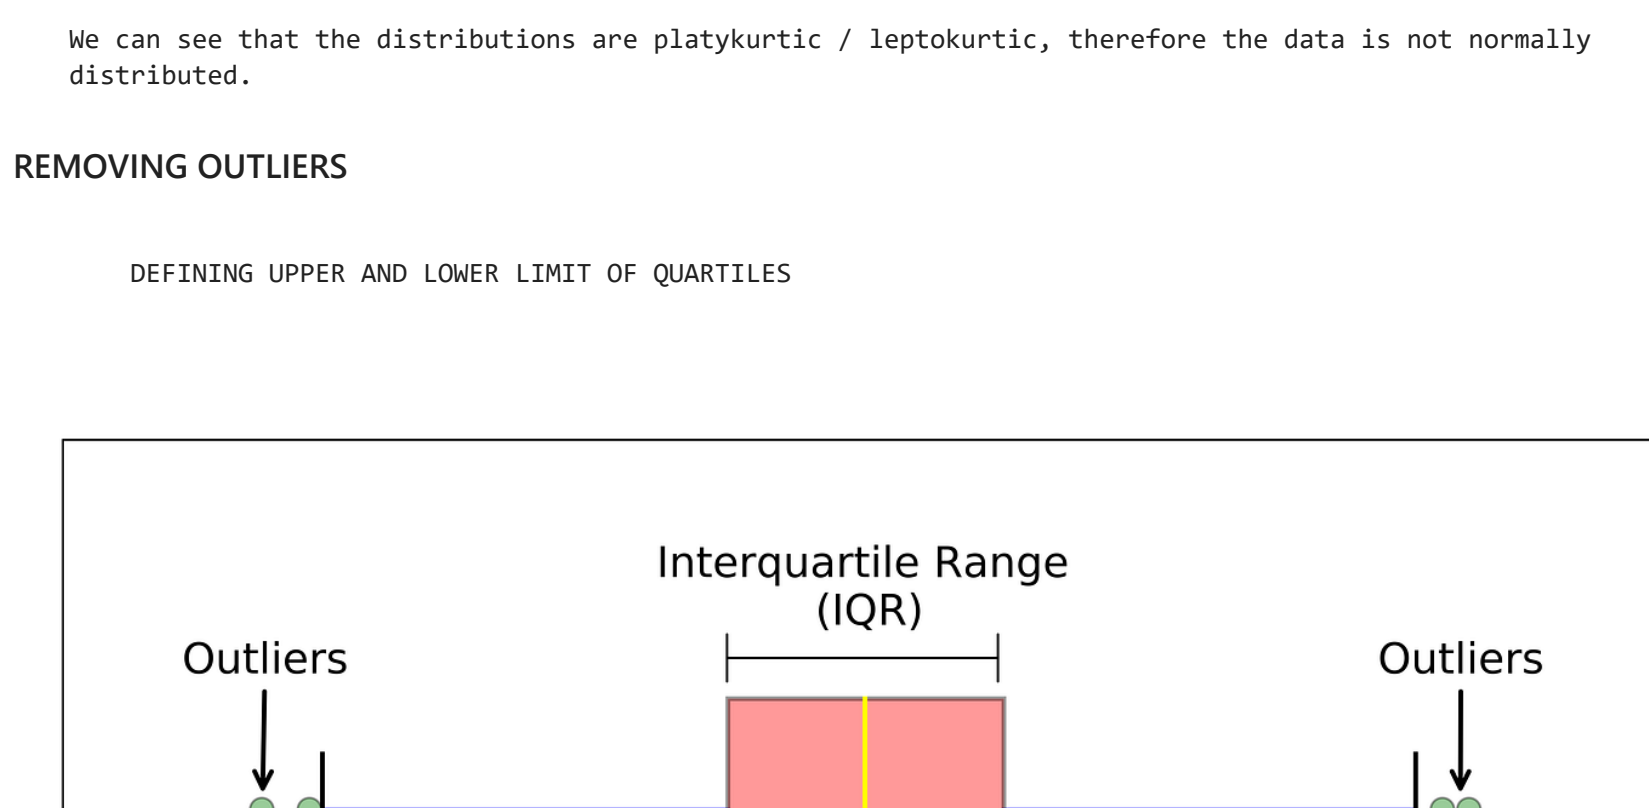 We can see that the distributions are platykurtic / leptokurtic, therefore the data is not normally
distributed.
REMOVING OUTLIERS
DEFINING UPPER AND LOWER LIMIT OF QUARTILES
Interquartile Range
(IQR)
Outliers
Outliers